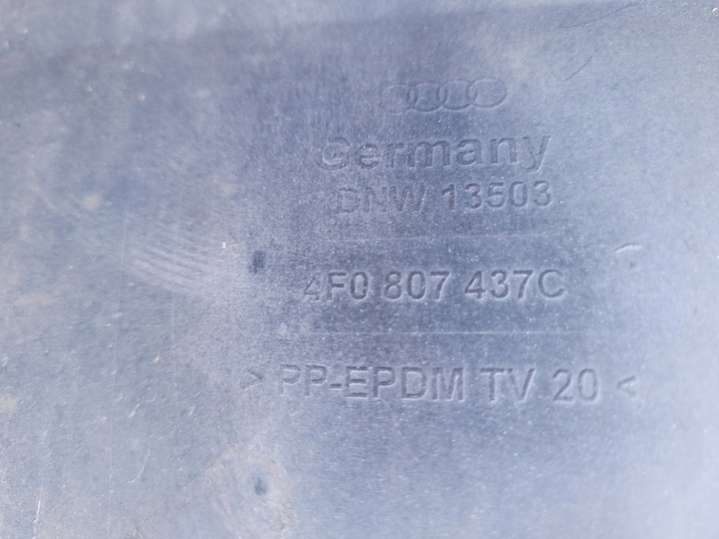 Germany
DNW 13503
4F0 807 437C
> PP-EPDM TV 20 <